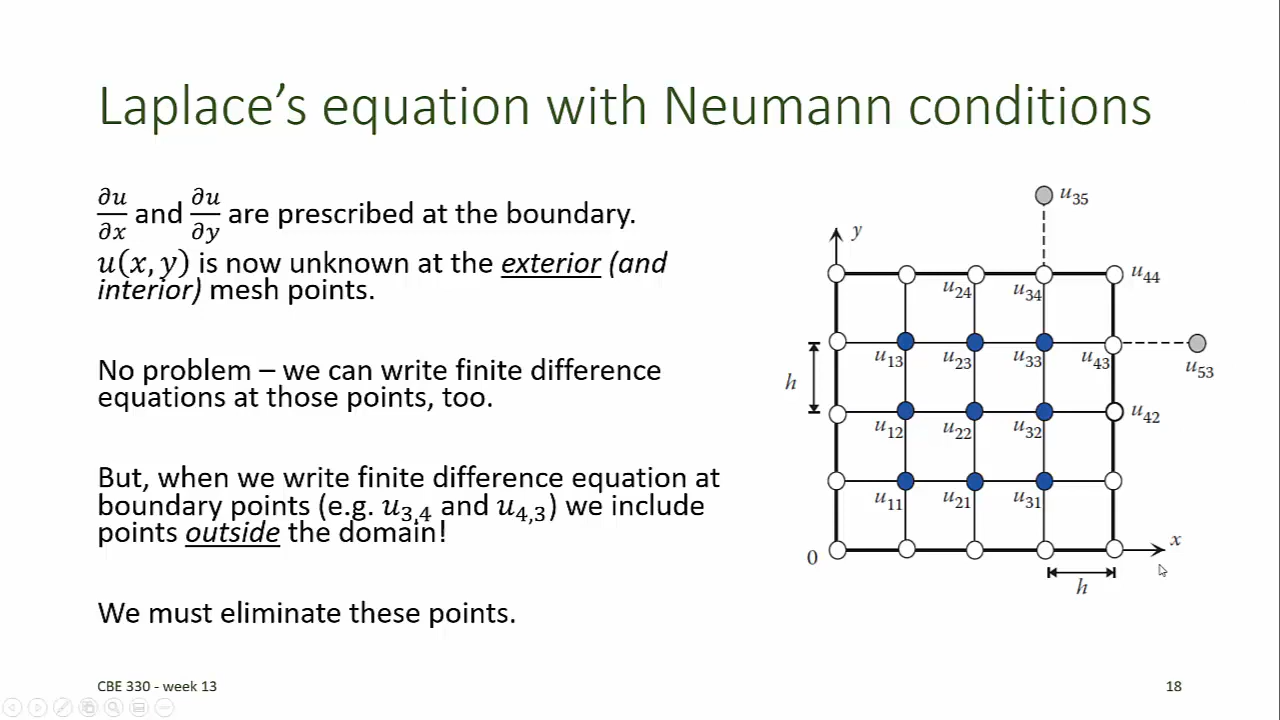 Laplace's equation with Neumann conditions
∂u/∂x and ∂u/∂y are prescribed at the boundary.
u(x, y) is now unknown at the exterior (and
interior) mesh points.
No problem – we can write finite difference
equations at those points, too.
But, when we write finite difference equation at
boundary points (e.g. u3,4 and u4,3) we include
points outside the domain!
We must eliminate these points.
u35
y
u24
u34
u44
u13
u23
u33
u43
u53
h
u12
u22
u32
u42
u11
u21
u31
0
x
h
CBE 330 - week 13
18